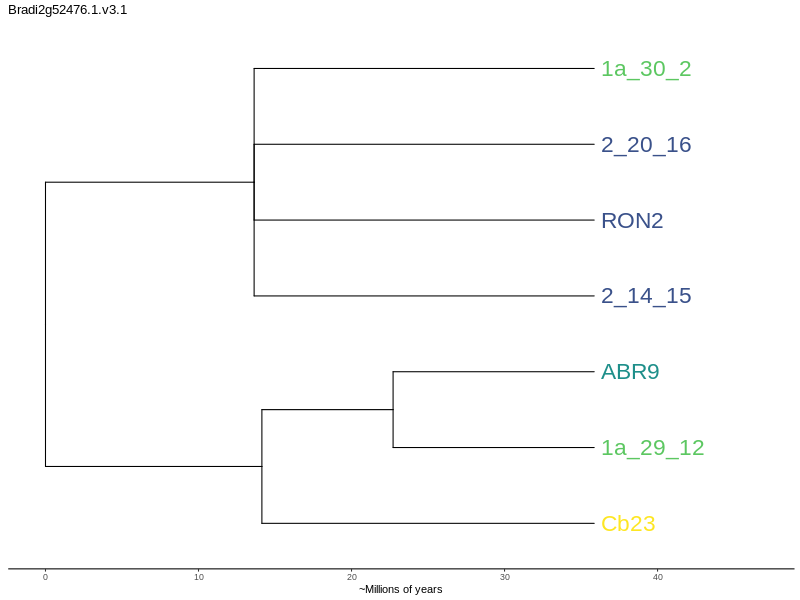 Bradi2g52476.1.v3.1
1a_30_2
2_20_16
RON2
2_14_15
ABR9
1a_29_12
Cb23
0 10 20 30 40
~Millions of years